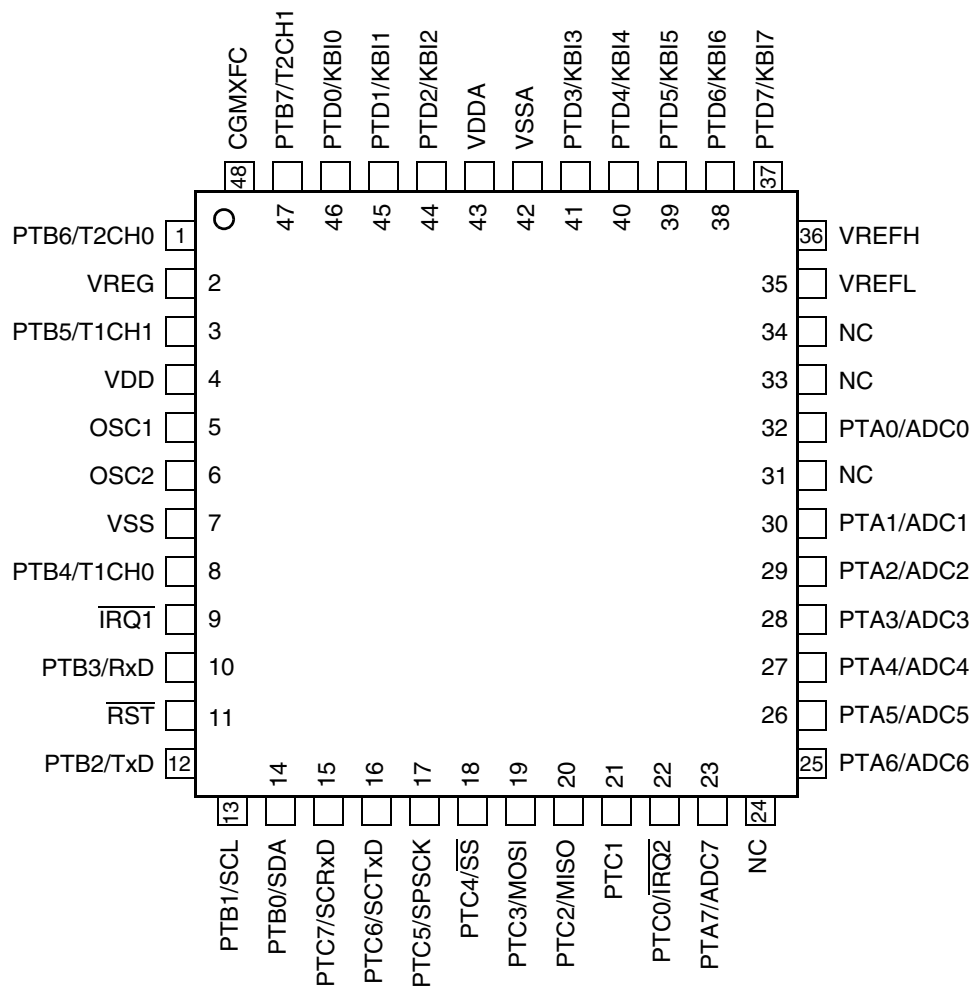 CGMXFC
PTB7/T2CH1
PTD0/KBI0
PTD1/KBI1
PTD2/KBI2
VDDA
VSSA
PTD3/KBI3
PTD4/KBI4
PTD5/KBI5
PTD6/KBI6
PTD7/KBI7
48
47
46
45
44
43
42
41
40
39
38
37
PTB6/T2CH0 1
VREG 2
PTB5/T1CH1 3
VDD 4
OSC1 5
OSC2 6
VSS 7
PTB4/T1CH0 8
I̅R̅Q̅1̅ 9
PTB3/RxD 10
R̅S̅T̅ 11
PTB2/TxD 12
36 VREFH
35 VREFL
34 NC
33 NC
32 PTA0/ADC0
31 NC
30 PTA1/ADC1
29 PTA2/ADC2
28 PTA3/ADC3
27 PTA4/ADC4
26 PTA5/ADC5
25 PTA6/ADC6
13
14
15
16
17
18
19
20
21
22
23
24
PTB1/SCL
PTB0/SDA
PTC7/SCRxD
PTC6/SCTxD
PTC5/SPSCK
PTC4/S̅S̅
PTC3/MOSI
PTC2/MISO
PTC1
PTC0/I̅R̅Q̅2̅
PTA7/ADC7
NC